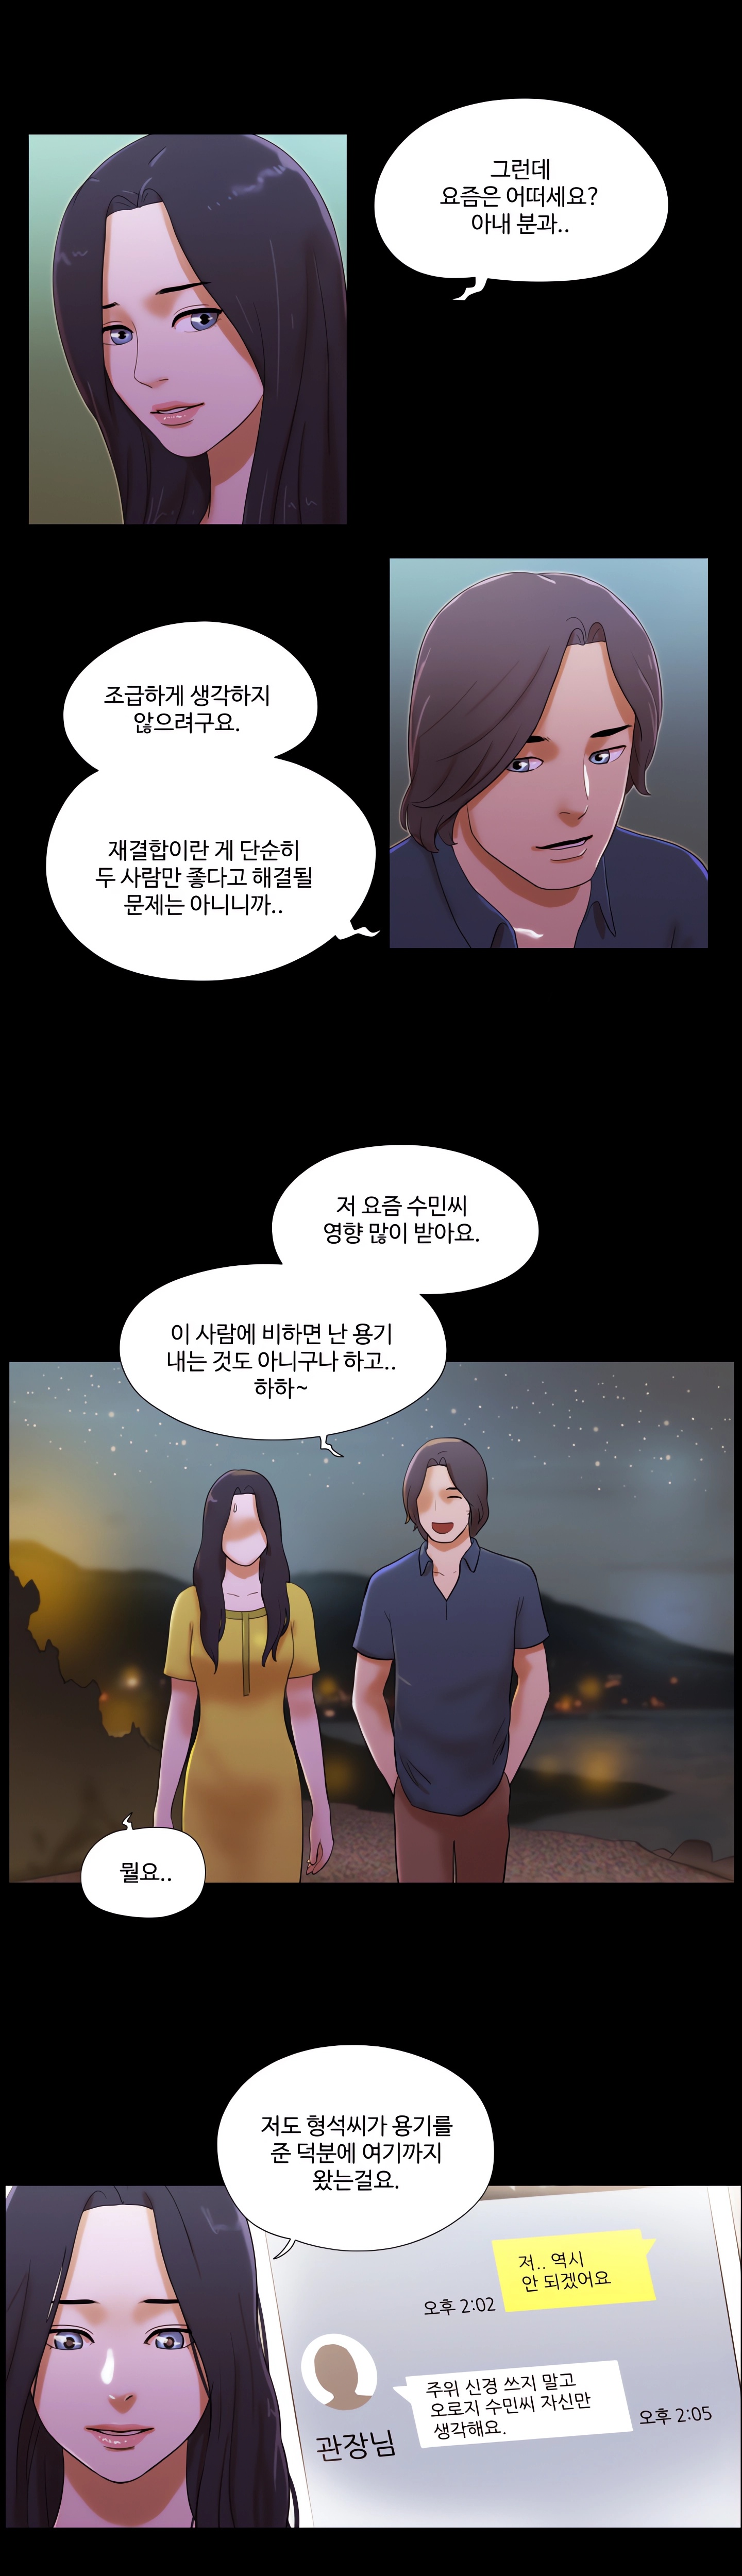 그런데
요즘은 어떠세요?
아내 분과..
조급하게 생각하지
않으려구요.
재결합이란 게 단순히
두 사람만 좋다고 해결될
문제는 아니니까..
저 요즘 수민씨
영향 많이 받아요.
이 사람에 비하면 난 용기
내는 것도 아니구나 하고..
하하~
뭘요..
저도 형석씨가 용기를
준 덕분에 여기까지
왔는걸요.
저.. 역시
안 되겠어요
오후 2:02
주위 신경 쓰지 말고
오로지 수민씨 자신만
생각해요.
오후 2:05
관장님